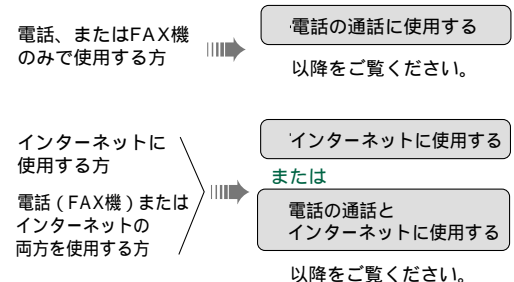 電話、またはFAX機
のみで使用する方
電話の通話に使用する
以降をご覧ください。
インターネットに
使用する方
電話(FAX機)または
インターネットの
両方を使用する方
インターネットに使用する
または
電話の通話と
インターネットに使用する
以降をご覧ください。